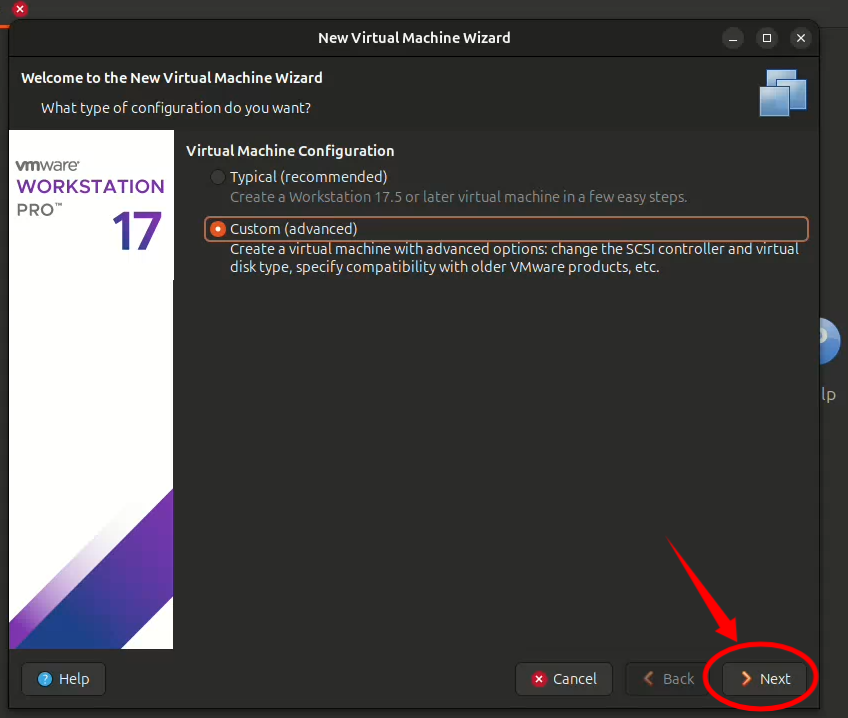 New Virtual Machine Wizard
Welcome to the New Virtual Machine Wizard
What type of configuration do you want?
vmware
WORKSTATION
PRO™
17
Virtual Machine Configuration
Typical (recommended)
Create a Workstation 17.5 or later virtual machine in a few easy steps.
Custom (advanced)
Create a virtual machine with advanced options: change the SCSI controller and virtual
disk type, specify compatibility with older VMware products, etc.
lp
Help
Cancel
Back
Next